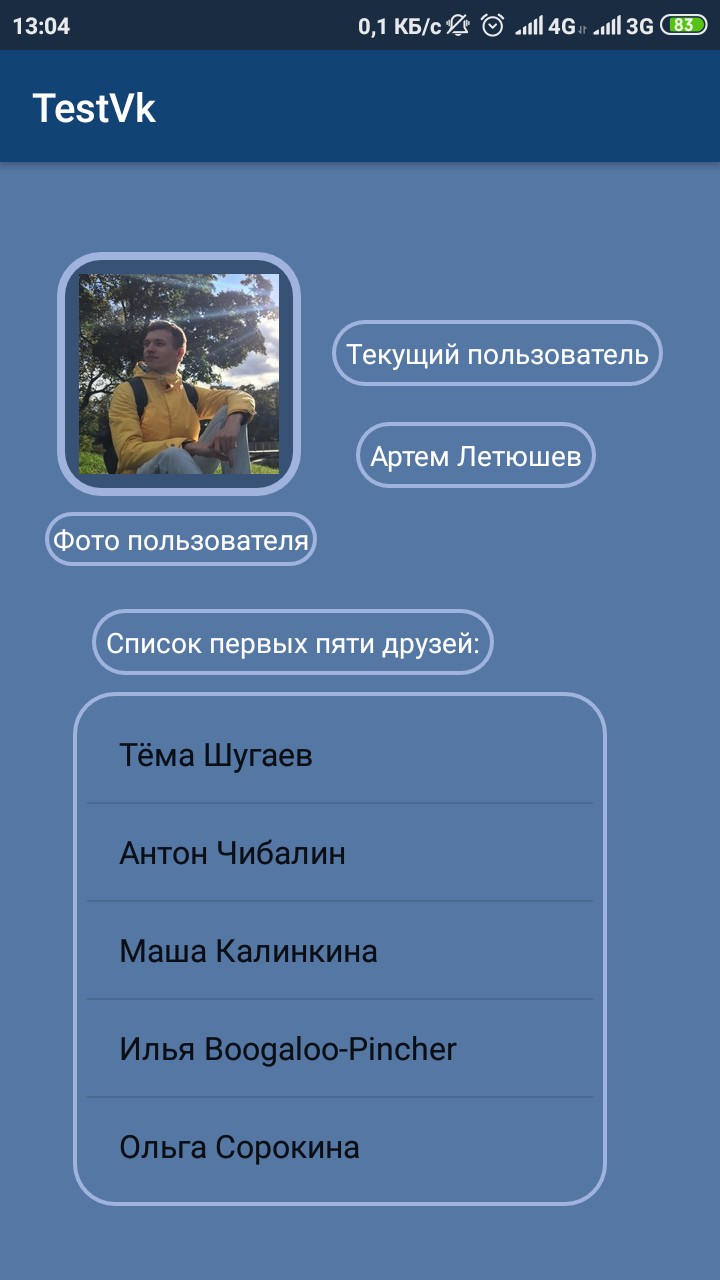 13:04 0,1 КБ/с 4G 3G 83
TestVk
Текущий пользователь
Артем Летюшев
Фото пользователя
Список первых пяти друзей:
Тёма Шугаев
Антон Чибалин
Маша Калинкина
Илья Boogaloo-Pincher
Ольга Сорокина